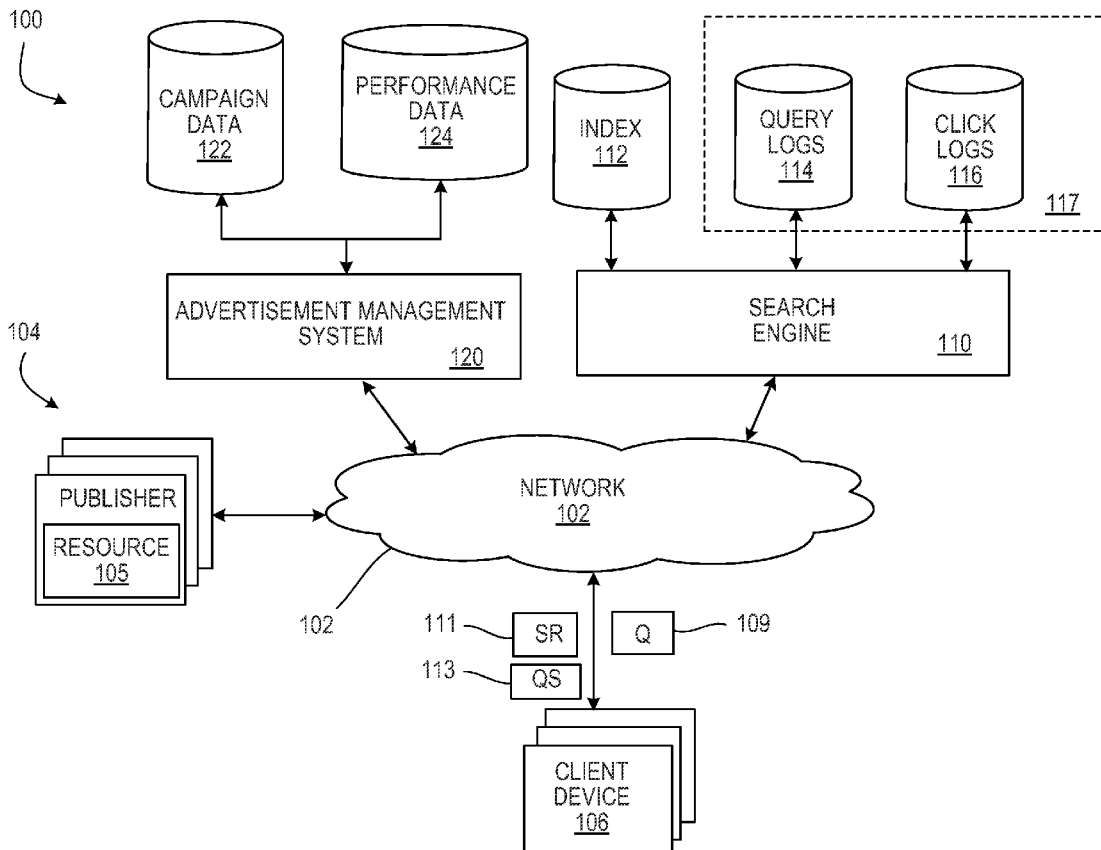 100
CAMPAIGN
DATA
122
PERFORMANCE
DATA
124
INDEX
112
QUERY
LOGS
114
CLICK
LOGS
116
117
ADVERTISEMENT MANAGEMENT
SYSTEM
120
SEARCH
ENGINE
110
104
PUBLISHER
RESOURCE
105
NETWORK
102
102
111
SR
Q
109
113
QS
CLIENT
DEVICE
106